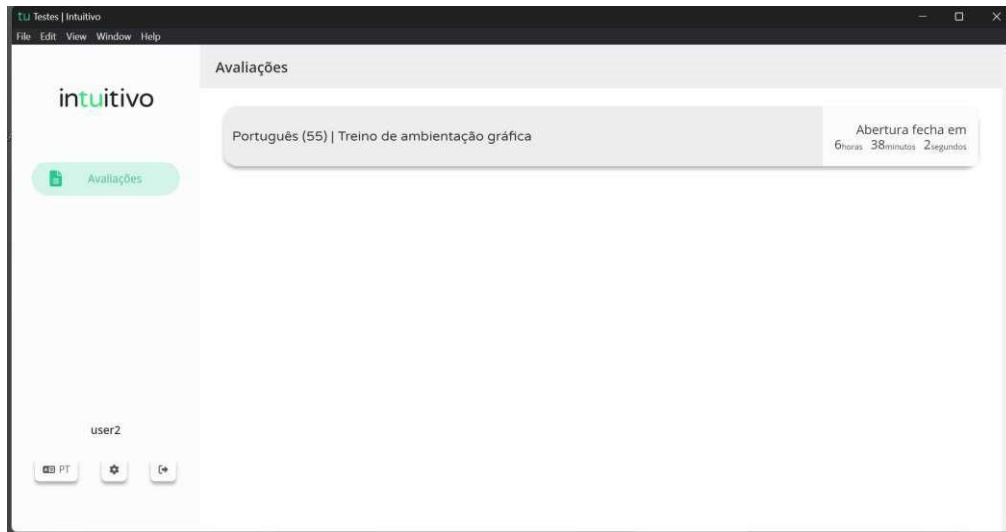 tu Testes | Intuitivo
File Edit View Window Help
intuitivo
Avaliações
user2
PT
Avaliações
Português (55) | Treino de ambientação gráfica
Abertura fecha em
6horas 38minutos 2segundos